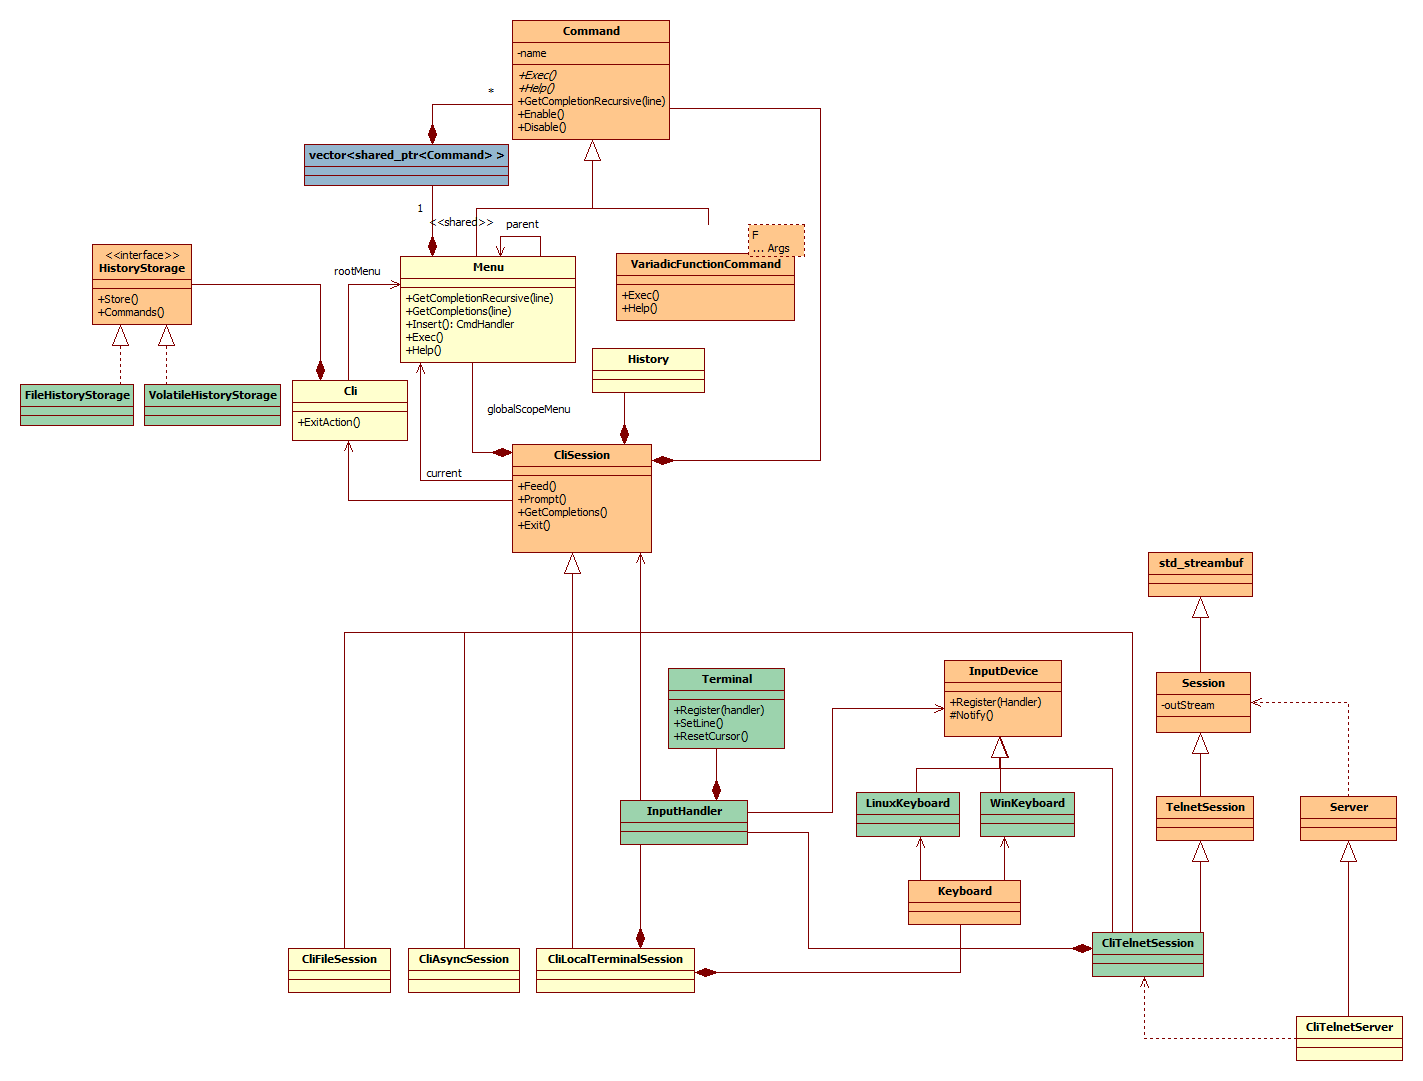 Command
-name
+Exec()
+Help()
+GetCompletionRecursive(line)
+Enable()
+Disable()
*
vector<shared_ptr<Command> >
1
<<shared>>
parent
F
... Args
VariadicFunctionCommand
+Exec()
+Help()
<<interface>>
HistoryStorage
+Store()
+Commands()
rootMenu
Menu
+GetCompletionRecursive(line)
+GetCompletions(line)
+Insert(): CmdHandler
+Exec()
+Help()
History
FileHistoryStorage
VolatileHistoryStorage
Cli
+ExitAction()
globalScopeMenu
current
CliSession
+Feed()
+Prompt()
+GetCompletions()
+Exit()
std_streambuf
Terminal
+Register(handler)
+SetLine()
+ResetCursor()
InputDevice
+Register(Handler)
#Notify()
Session
-outStream
InputHandler
LinuxKeyboard
WinKeyboard
TelnetSession
Server
Keyboard
CliFileSession
CliAsyncSession
CliLocalTerminalSession
CliTelnetSession
CliTelnetServer